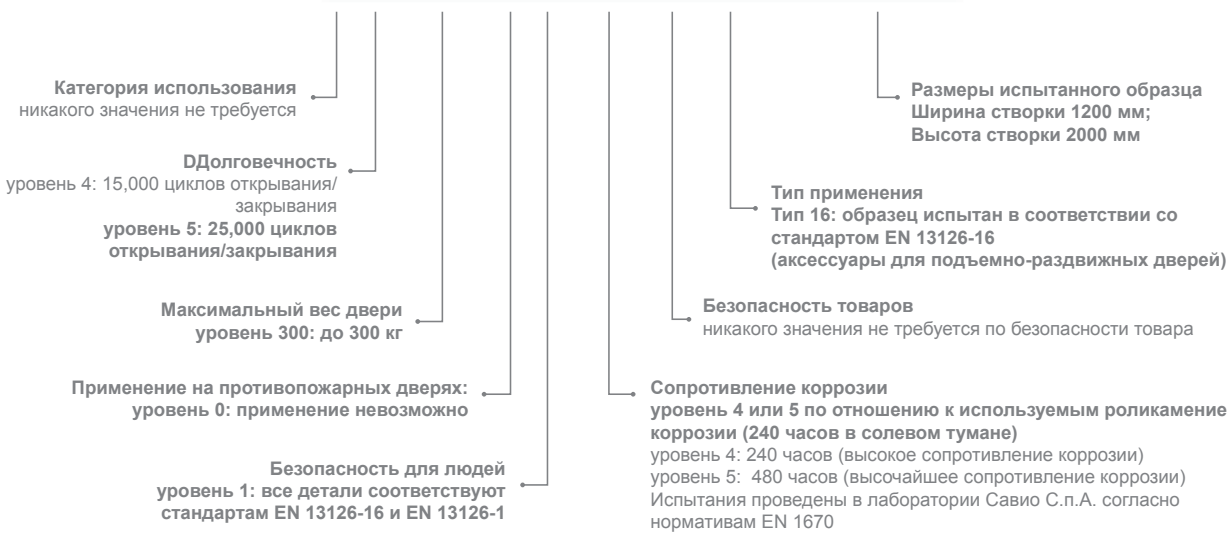 Категория использования
никакого значения не требуется
DДолговечность
уровень 4: 15,000 циклов открывания/
закрывания
уровень 5: 25,000 циклов
открывания/закрывания
Максимальный вес двери
уровень 300: до 300 кг
Применение на противопожарных дверях:
уровень 0: применение невозможно
Безопасность для людей
уровень 1: все детали соответствуют
стандартам EN 13126-16 и EN 13126-1
Размеры испытанного образца
Ширина створки 1200 мм;
Высота створки 2000 мм
Тип применения
Тип 16: образец испытан в соответствии со
стандартом EN 13126-16
(аксессуары для подъемно-раздвижных дверей)
Безопасность товаров
никакого значения не требуется по безопасности товара
Сопротивление коррозии
уровень 4 или 5 по отношению к используемым роликамение
коррозии (240 часов в солевом тумане)
уровень 4: 240 часов (высокое сопротивление коррозии)
уровень 5: 480 часов (высочайшее сопротивление коррозии)
Испытания проведены в лаборатории Савио С.п.А. согласно
нормативам EN 1670